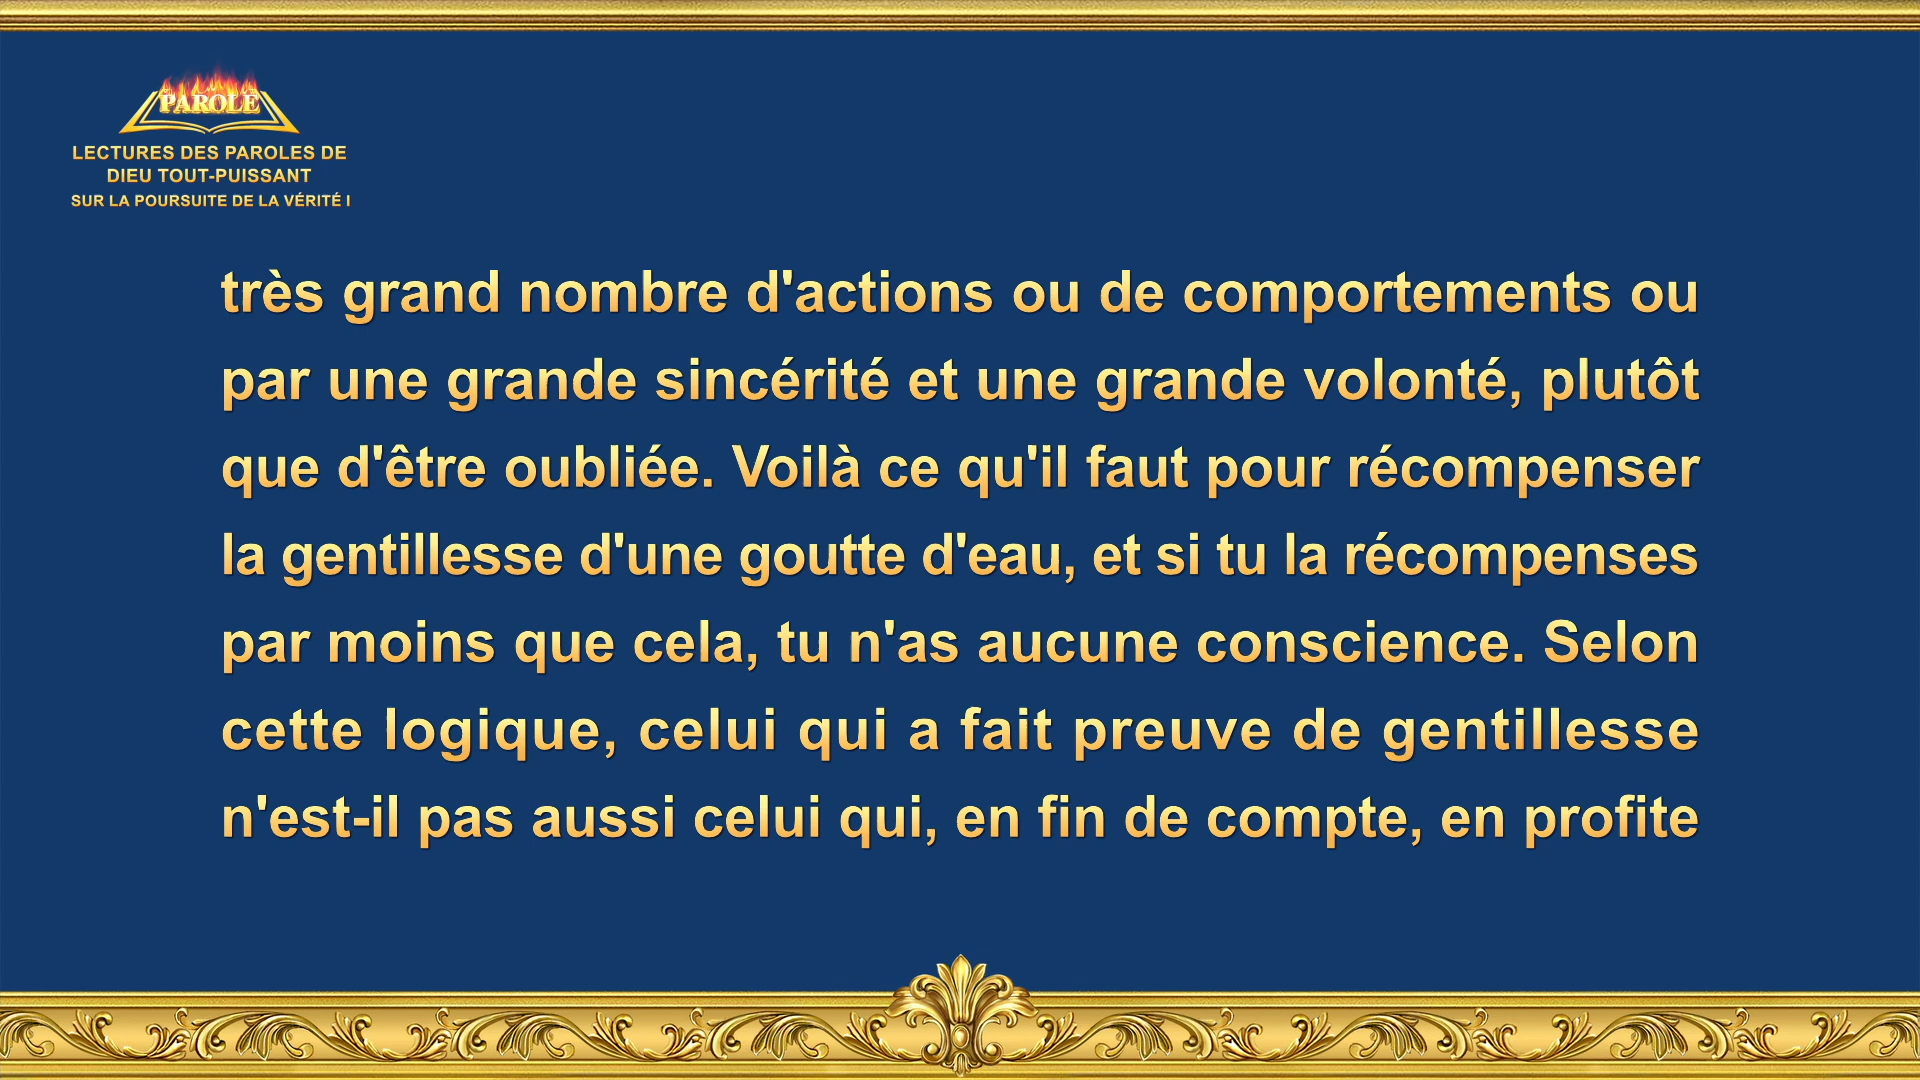 PAROLE
LECTURES DES PAROLES DE
DIEU TOUT-PUISSANT
SUR LA POURSUITE DE LA VÉRITÉ I
très grand nombre d'actions ou de comportements ou
par une grande sincérité et une grande volonté, plutôt
que d'être oubliée. Voilà ce qu'il faut pour récompenser
la gentillesse d'une goutte d'eau, et si tu la récompenses
par moins que cela, tu n'as aucune conscience. Selon
cette logique, celui qui a fait preuve de gentillesse
n'est-il pas aussi celui qui, en fin de compte, en profite